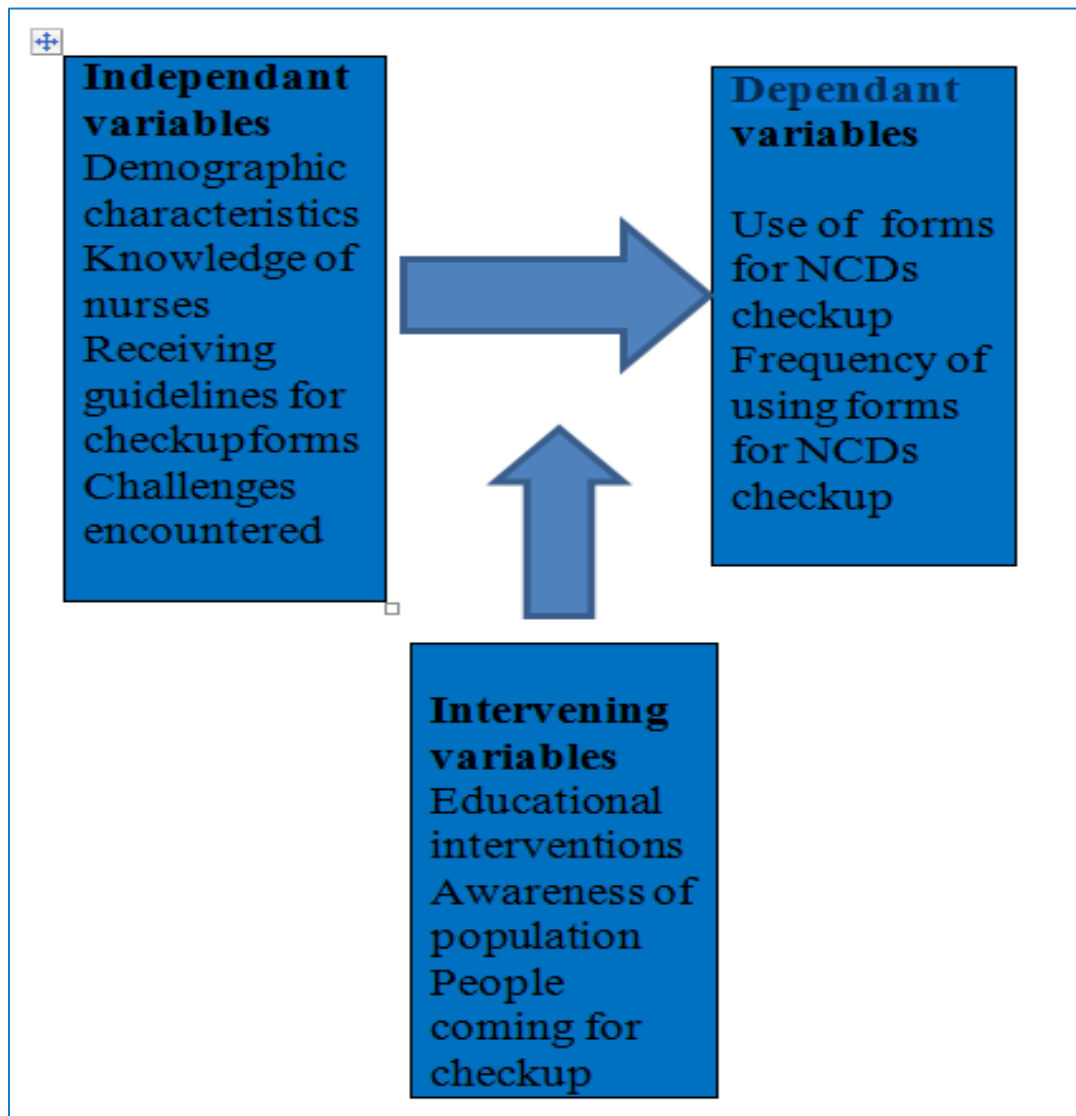 Independant
variables
Demographic
characteristics
Knowledge of
nurses
Receiving
guidelines for
checkup forms
Challenges
encountered
Dependant
variables
Use of forms
for NCDs
checkup
Frequency of
using forms
for NCDs
checkup
Intervening
variables
Educational
interventions
Awareness of
population
People
coming for
checkup